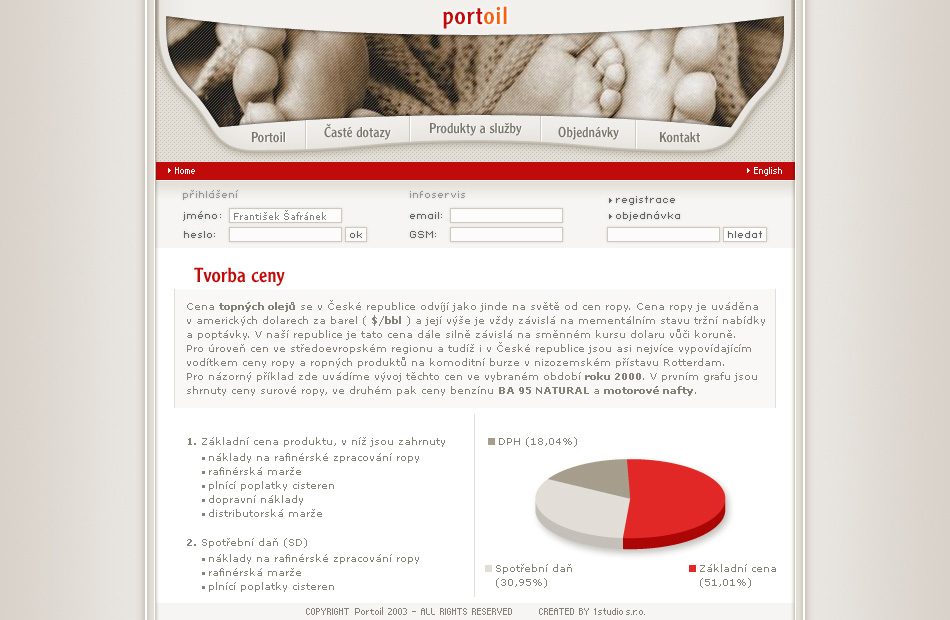 portoil
Portoil
Časté dotazy
Produkty a služby
Objednávky
Kontakt
Home
English
přihlášení
infoservis
registrace
jméno: František Šafránek
email:
objednávka
heslo:
ok
GSM:
hledat
Tvorba ceny
Cena topných olejů se v České republice odvíjí jako jinde na světě od cen ropy. Cena ropy je uváděna
v amerických dolarech za barel ( $/bbl ) a její výše je vždy závislá na mementálním stavu tržní nabídky
a poptávky. V naší republice je tato cena dále silně závislá na směnném kursu dolaru vůči koruně.
Pro úroveň cen ve středoevropském regionu a tudíž i v České republice jsou asi nejvíce vypovídajícím
vodítkem ceny ropy a ropných produktů na komoditní burze v nizozemském přístavu Rotterdam.
Pro názorný příklad zde uvádíme vývoj těchto cen ve vybraném období roku 2000. V prvním grafu jsou
shrnuty ceny surové ropy, ve druhém pak ceny benzínu BA 95 NATURAL a motorové nafty.
1. Základní cena produktu, v níž jsou zahrnuty
náklady na rafinérské zpracování ropy
rafinérská marže
plnící poplatky cisteren
dopravní náklady
distributorská marže
2. Spotřební daň (SD)
náklady na rafinérské zpracování ropy
rafinérská marže
plnící poplatky cisteren
DPH (18,04%)
Spotřební daň
(30,95%)
Základní cena
(51,01%)
COPYRIGHT Portoil 2003 - ALL RIGHTS RESERVED
CREATED BY 1studio s.r.o.